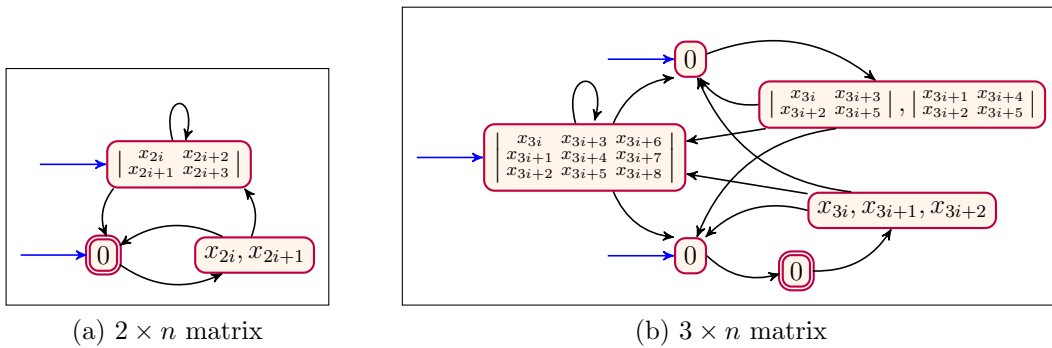 0
| x_{3i} x_{3i+3} |
| x_{3i+2} x_{3i+5} | , | x_{3i+1} x_{3i+4} |
| x_{3i+2} x_{3i+5} |
| x_{2i} x_{2i+2} |
| x_{2i+1} x_{2i+3} |
| x_{3i} x_{3i+3} x_{3i+6} |
| x_{3i+1} x_{3i+4} x_{3i+7} |
| x_{3i+2} x_{3i+5} x_{3i+8} |
x_{3i}, x_{3i+1}, x_{3i+2}
0
x_{2i}, x_{2i+1}
0
0
(a) 2 × n matrix
(b) 3 × n matrix